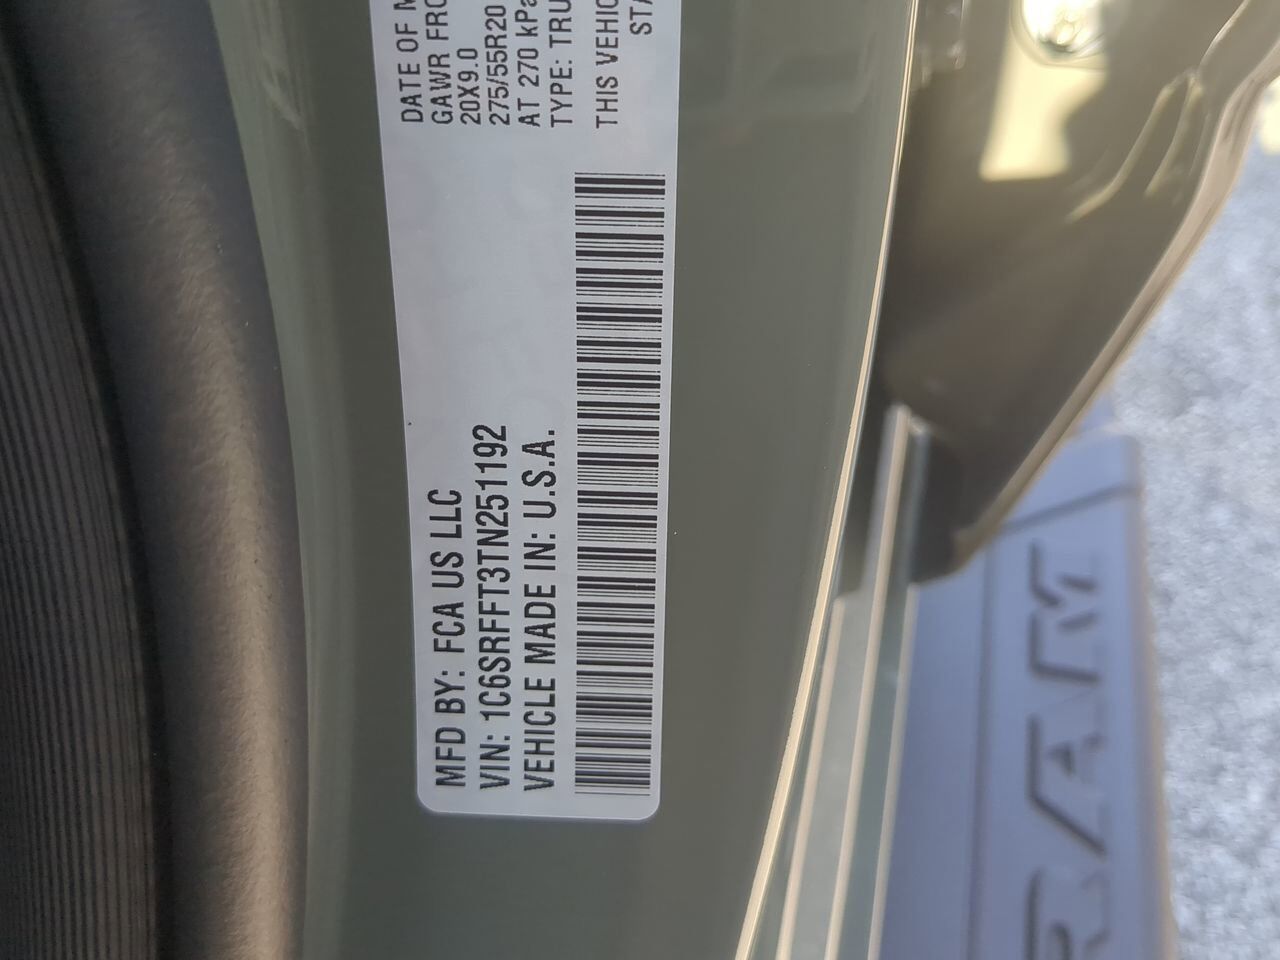 MFD BY: FCA US LLC
VIN: 1C6SRFFT3TN251192
VEHICLE MADE IN: U.S.A.
DATE OF M
GAWR FRO
20X9.0
275/55R20
AT 270 kPa
TYPE: TRU
THIS VEHIC
STA
RAM